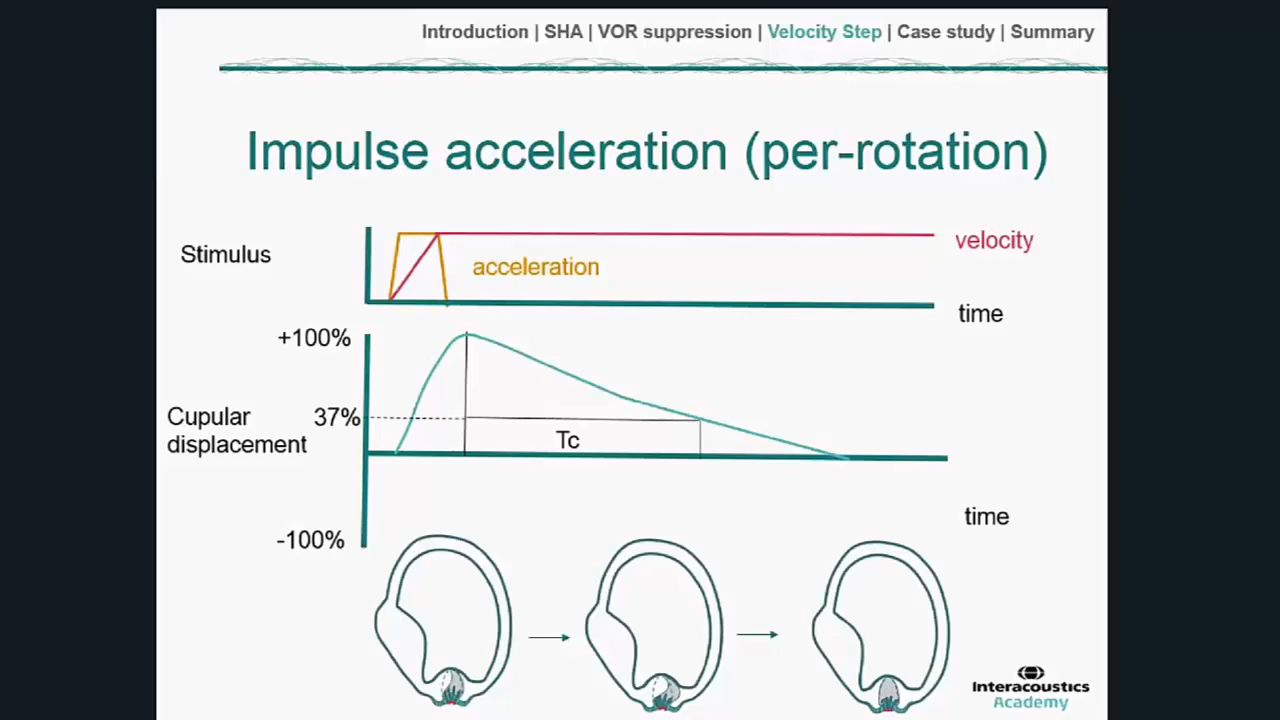 Introduction | SHA | VOR suppression | Velocity Step | Case study | Summary
Impulse acceleration (per-rotation)
Stimulus
velocity
acceleration
time
+100%
Cupular
displacement
37%
Tc
time
-100%
Interacoustics
Academy